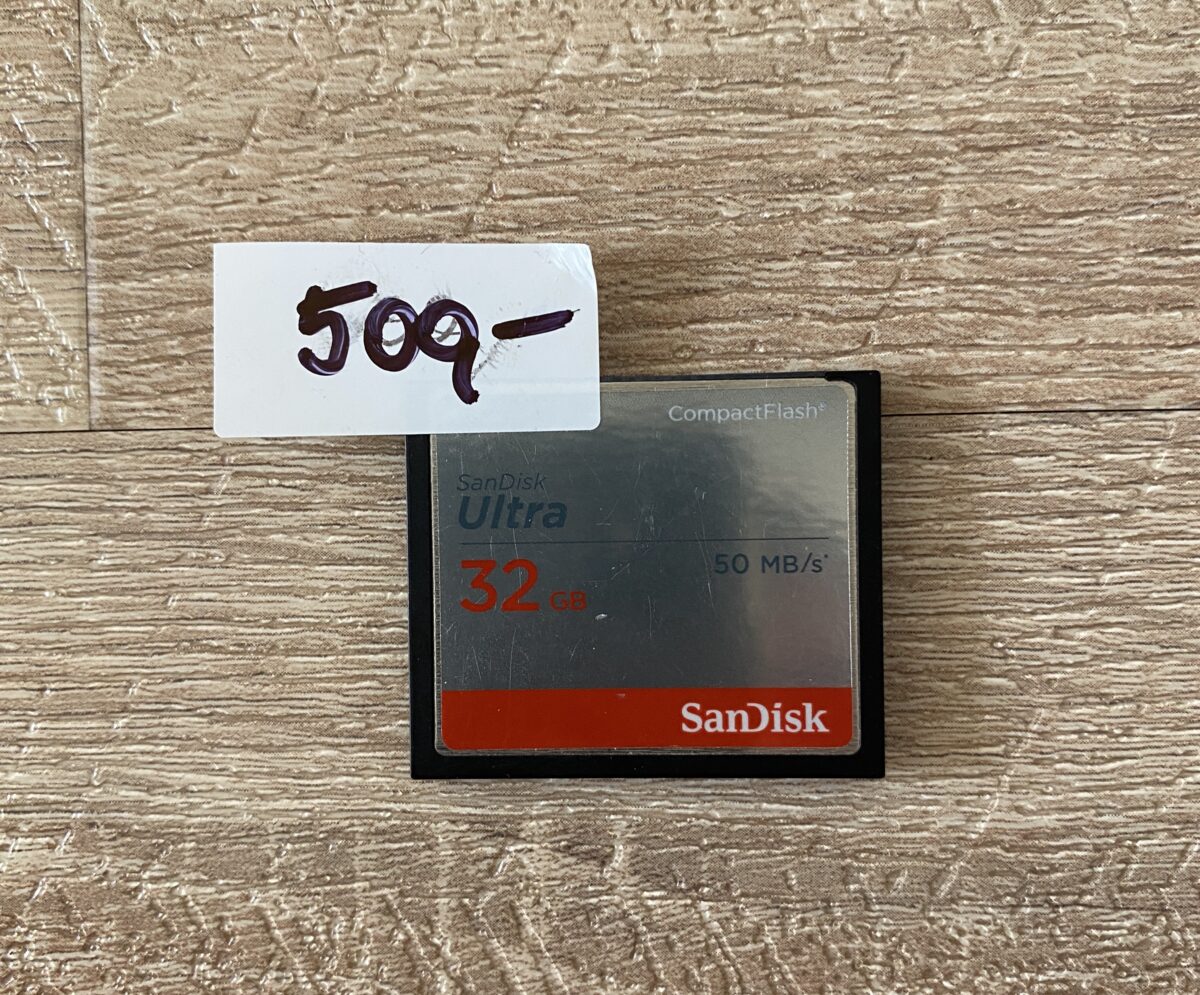 509-
CompactFlash®
SanDisk
Ultra
50 MB/s*
32 GB
SanDisk